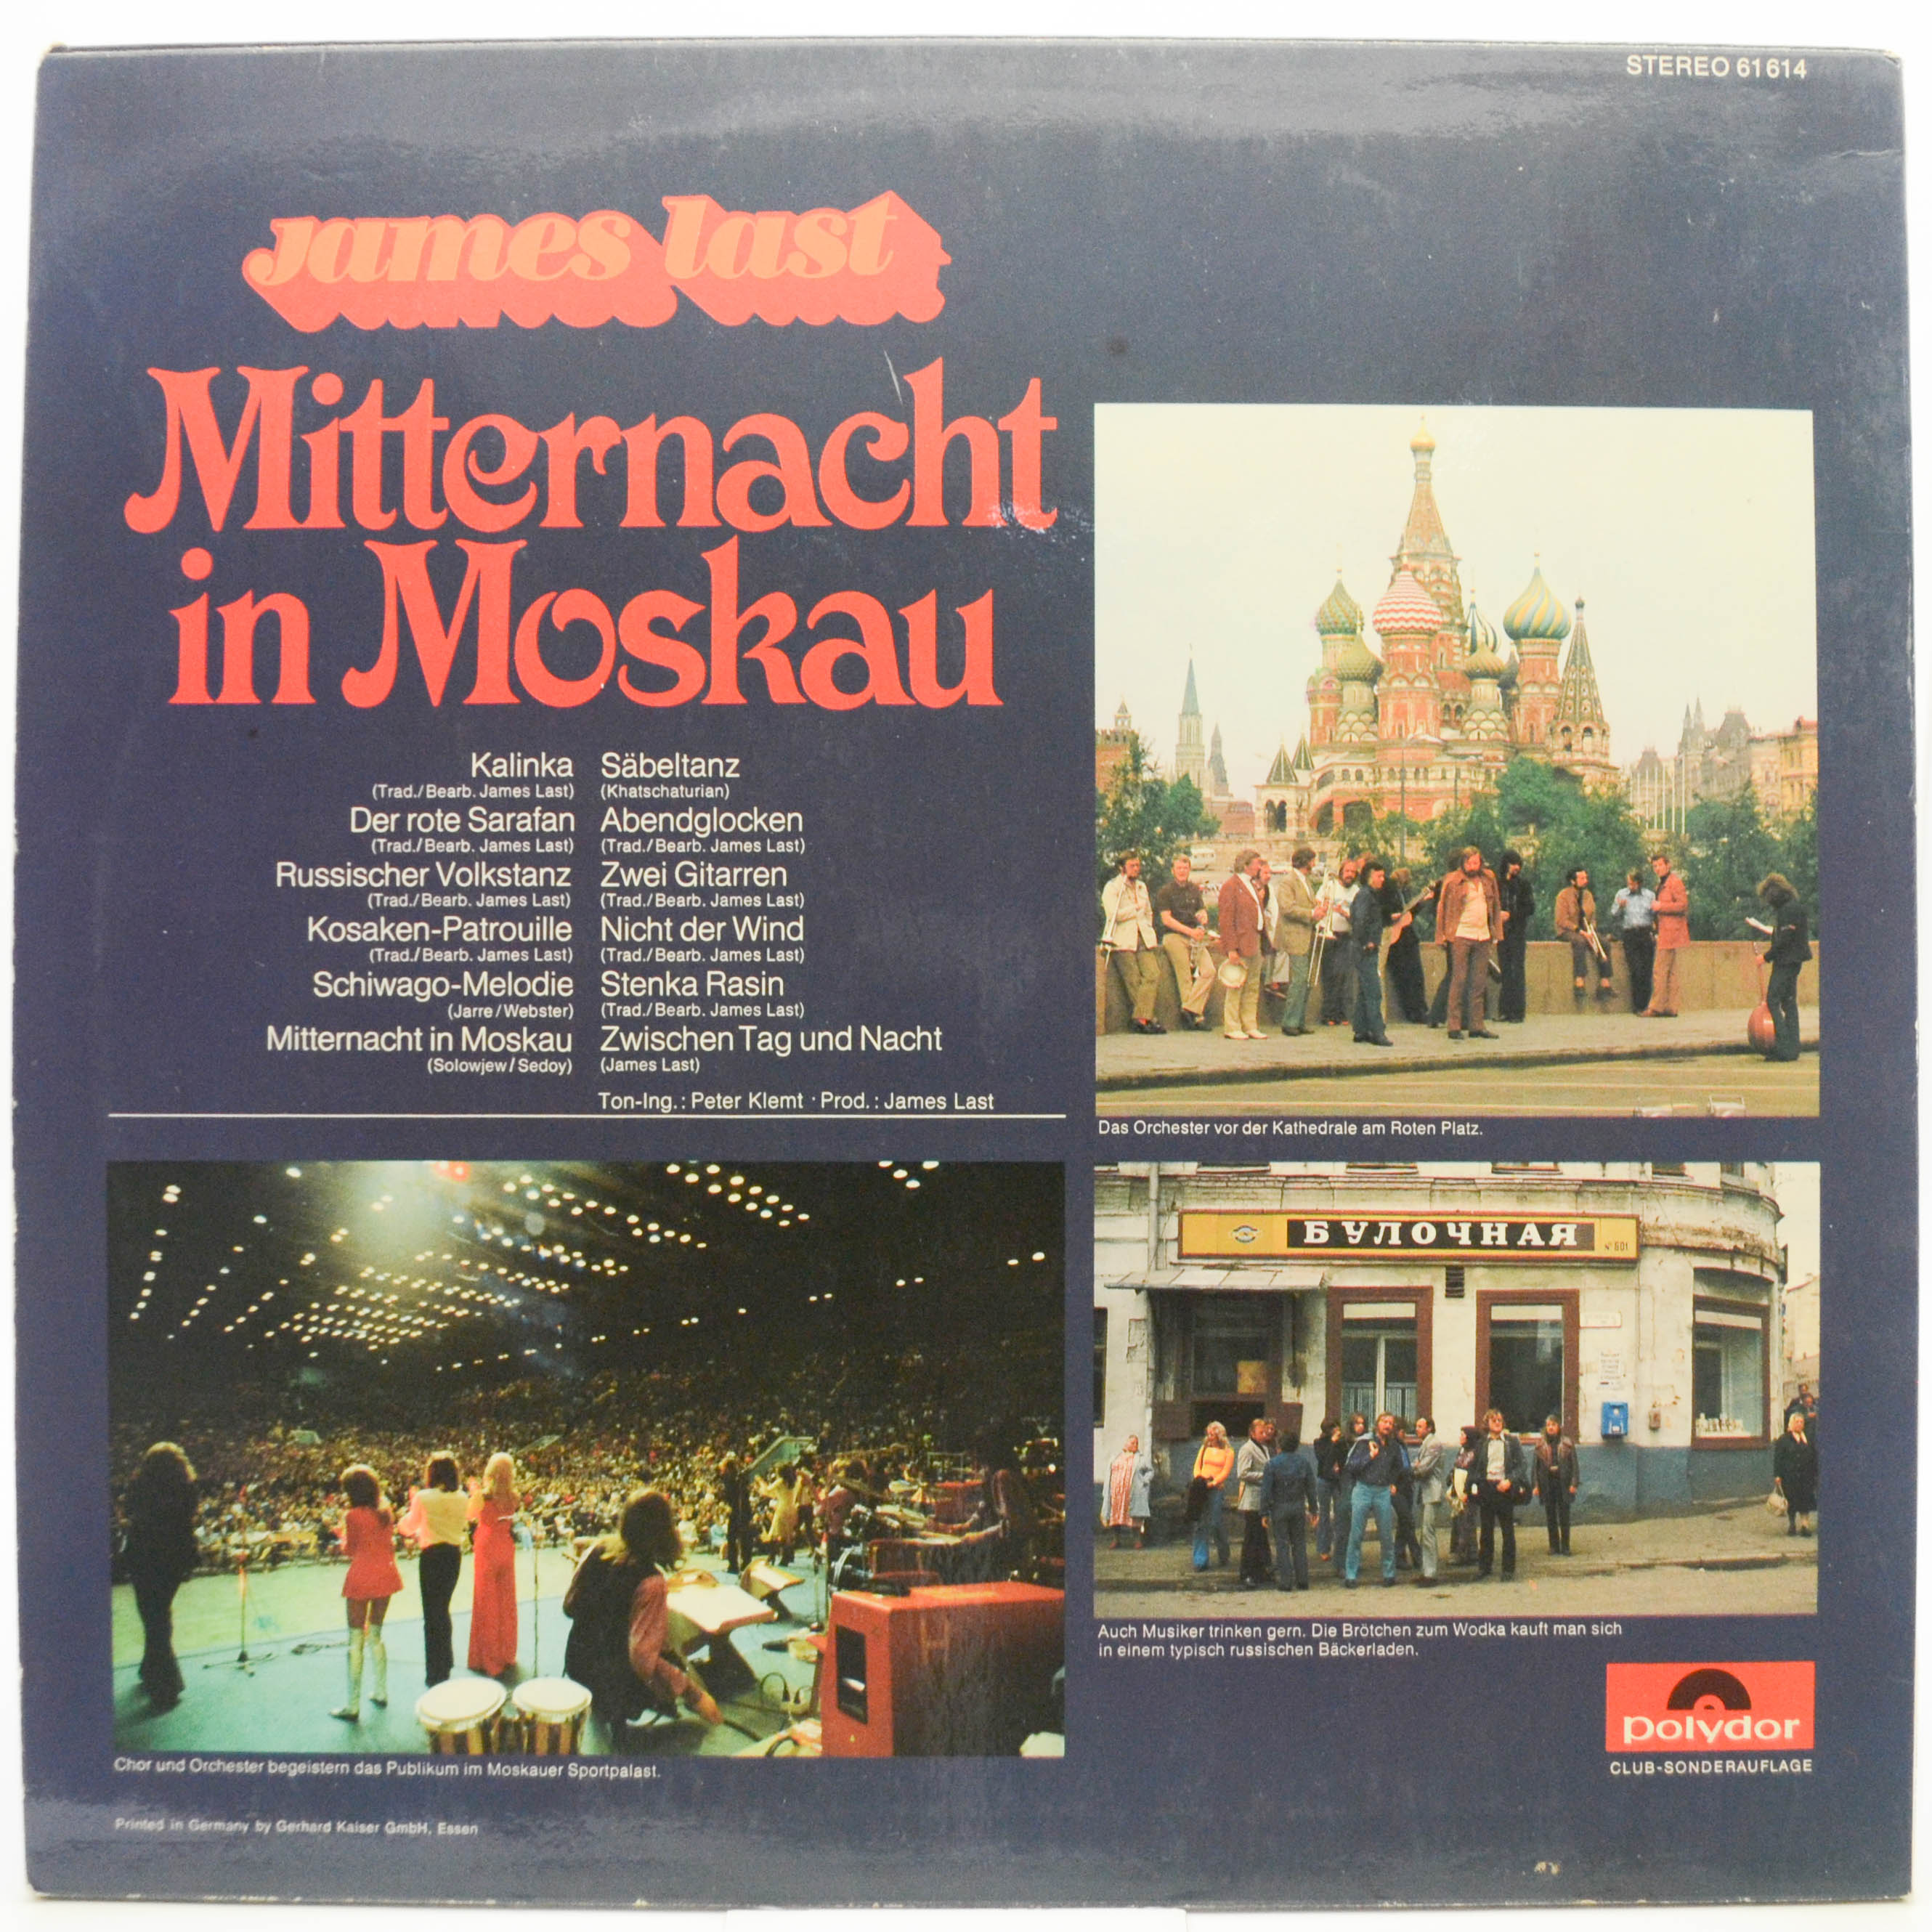 STEREO 61614
james last
Mitternacht
in Moskau
Kalinka
(Trad./Bearb. James Last)
Der rote Sarafan
(Trad./Bearb. James Last)
Russischer Volkstanz
(Trad./Bearb. James Last)
Kosaken-Patrouille
(Trad./Bearb. James Last)
Schiwago-Melodie
(Jarre/Webster)
Mitternacht in Moskau
(Solowjew/Sedoy)
Säbeltanz
(Khatschaturian)
Abendglocken
(Trad./Bearb. James Last)
Zwei Gitarren
(Trad./Bearb. James Last)
Nicht der Wind
(Trad./Bearb. James Last)
Stenka Rasin
(Trad./Bearb. James Last)
Zwischen Tag und Nacht
(James Last)
Ton-Ing.: Peter Klemt · Prod.: James Last
Das Orchester vor der Kathedrale am Roten Platz.
БУЛОЧНАЯ
№ 601
Auch Musiker trinken gern. Die Brötchen zum Wodka kauft man sich
in einem typisch russischen Bäckerladen.
polydor
CLUB-SONDERAUFLAGE
Chor und Orchester begeistern das Publikum im Moskauer Sportpalast.
Printed in Germany by Gerhard Kaiser GmbH, Essen